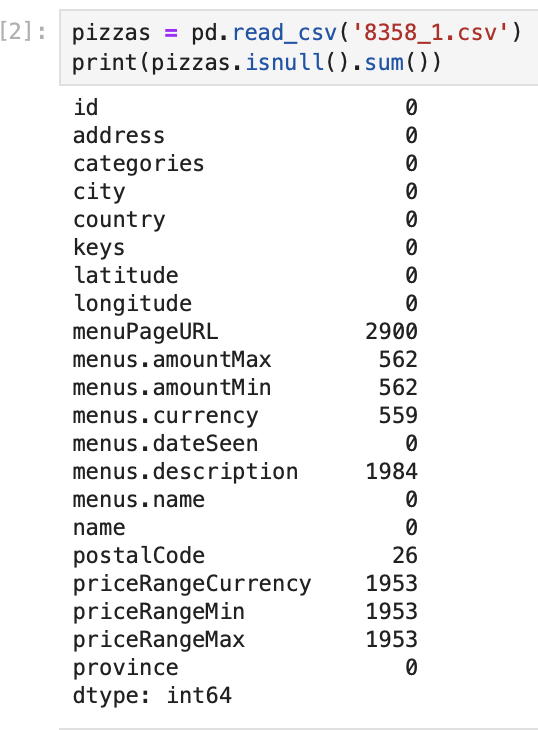 [2]: pizzas = pd.read_csv('8358_1.csv')
print(pizzas.isnull().sum())
id 0
address 0
categories 0
city 0
country 0
keys 0
latitude 0
longitude 0
menuPageURL 2900
menus.amountMax 562
menus.amountMin 562
menus.currency 559
menus.dateSeen 0
menus.description 1984
menus.name 0
name 0
postalCode 26
priceRangeCurrency 1953
priceRangeMin 1953
priceRangeMax 1953
province 0
dtype: int64